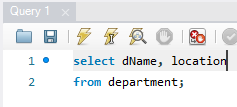 Query 1
1 select dName, location
2 from department;